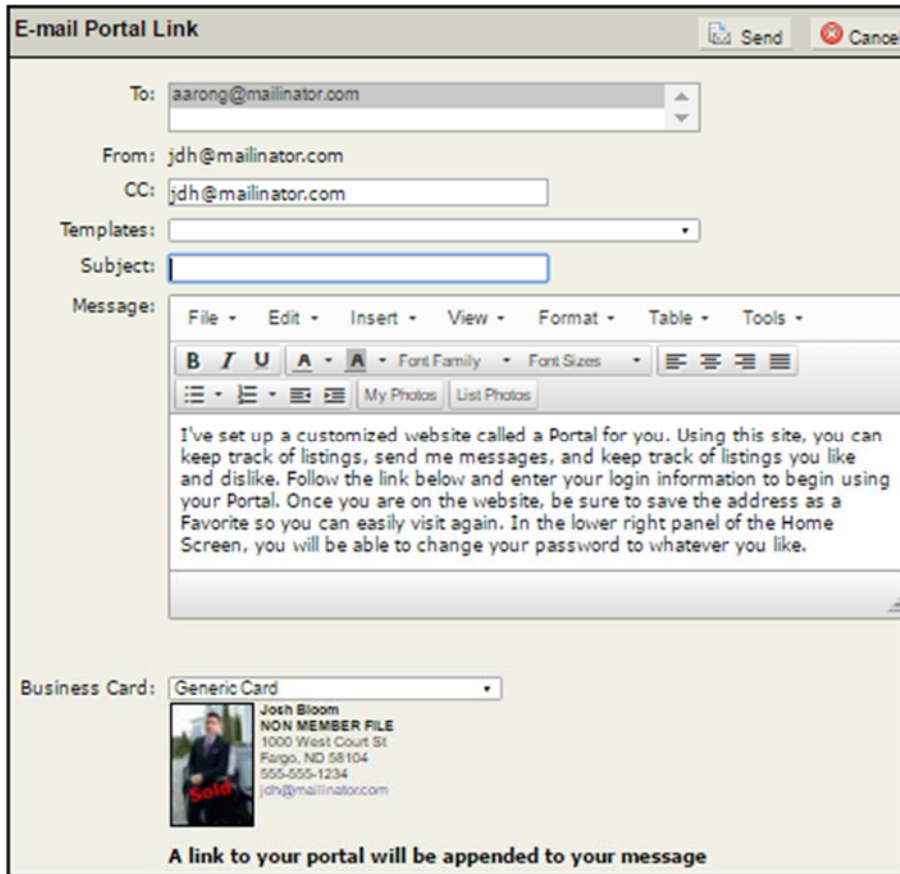 E-mail Portal Link
Send
Cancel
To: aarong@mailinator.com
From: jdh@mailinator.com
CC: jdh@mailinator.com
Templates:
Subject:
Message:
File Edit Insert View Format Table Tools
B I U A A Font Family Font Sizes
My Photos List Photos
I've set up a customized website called a Portal for you. Using this site, you can
keep track of listings, send me messages, and keep track of listings you like
and dislike. Follow the link below and enter your login information to begin using
your Portal. Once you are on the website, be sure to save the address as a
Favorite so you can easily visit again. In the lower right panel of the Home
Screen, you will be able to change your password to whatever you like.
Business Card: Generic Card
Josh Bloom
NON MEMBER FILE
1000 West Court St
Fargo, ND 58104
555-555-1234
jdh@mailinator.com
Sold
A link to your portal will be appended to your message